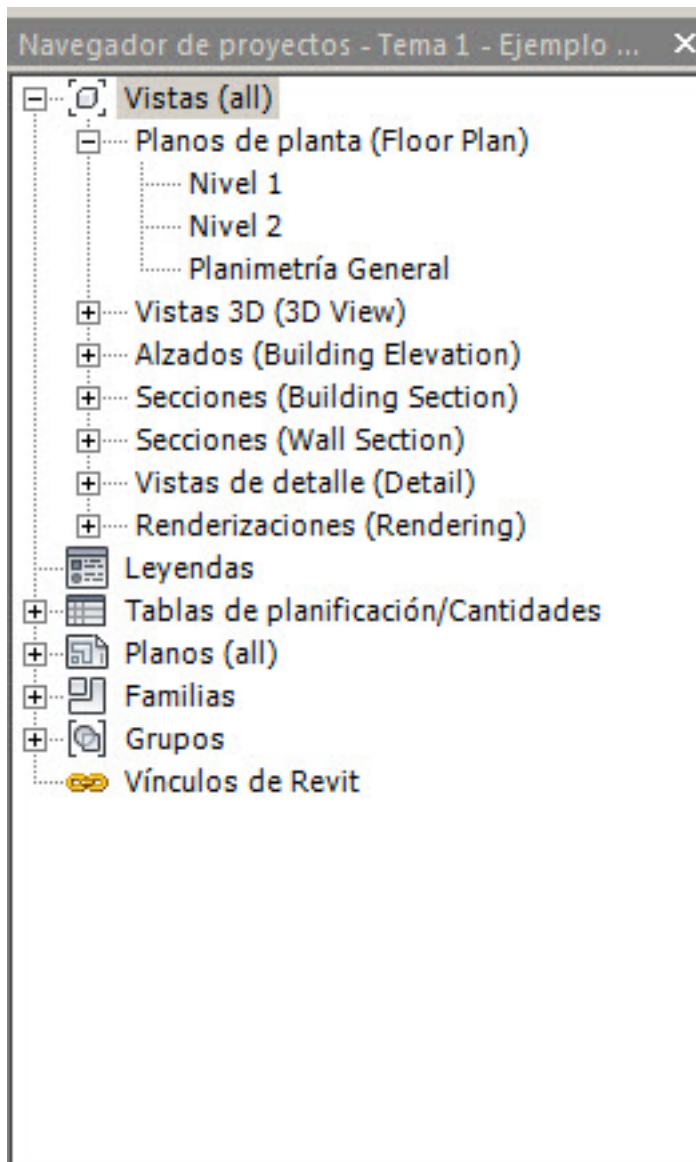 Navegador de proyectos - Tema 1 - Ejemplo ...
Vistas (all)
Planos de planta (Floor Plan)
Nivel 1
Nivel 2
Planimetría General
Vistas 3D (3D View)
Alzados (Building Elevation)
Secciones (Building Section)
Secciones (Wall Section)
Vistas de detalle (Detail)
Renderizaciones (Rendering)
Leyendas
Tablas de planificación/Cantidades
Planos (all)
Familias
Grupos
Vínculos de Revit